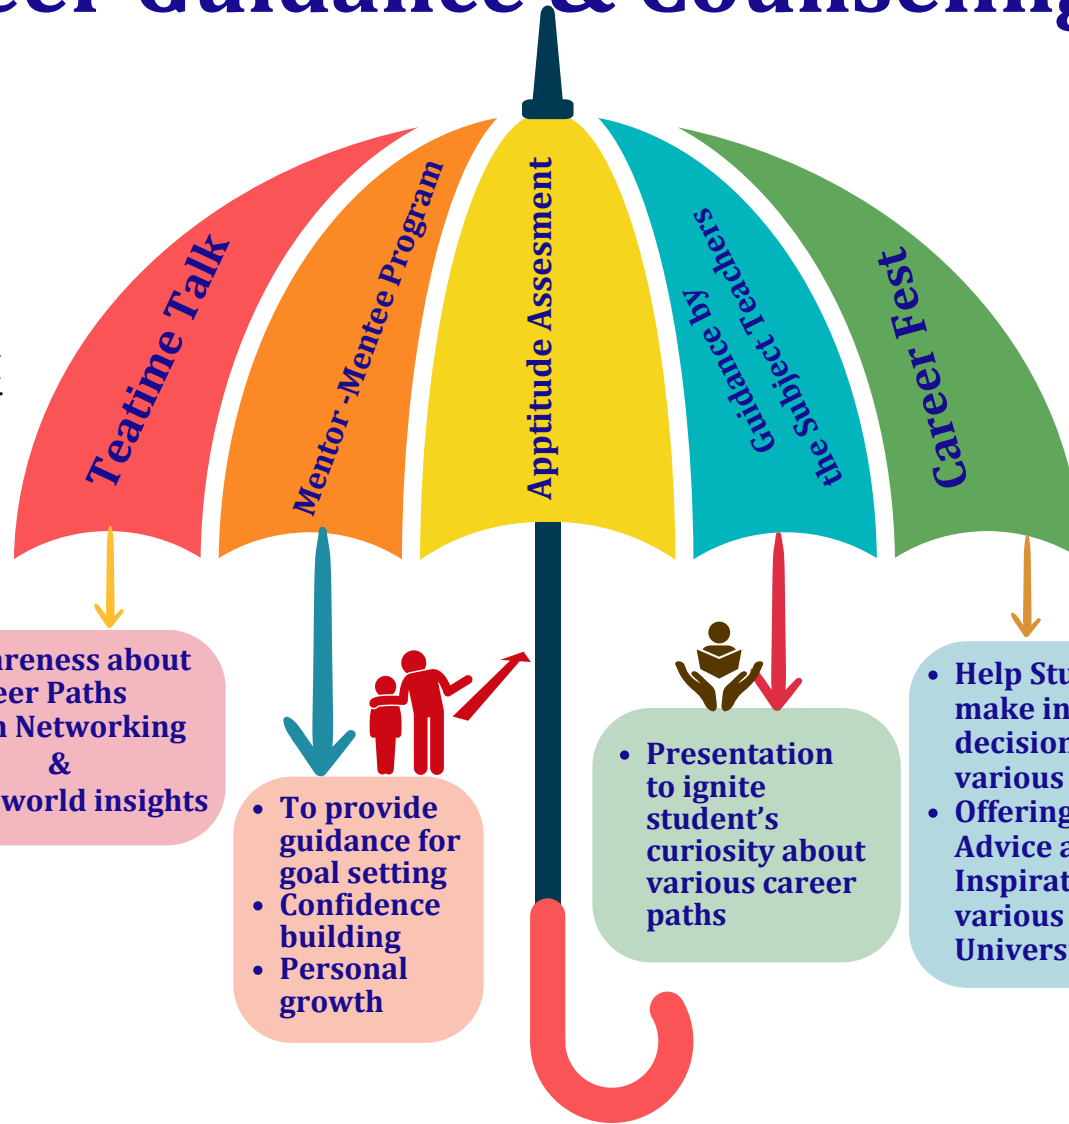 & Counseling
Teatime Talk
Mentor -Mentee Program
Apptitude Assesment
Guidance by
the Subject Teachers
Career Fest
about
Paths
Networking
&
world insights
• To provide
guidance for
goal setting
• Confidence
building
• Personal
growth
• Presentation
to ignite
student’s
curiosity about
various career
paths
• Help
make
various
•
Advice
various